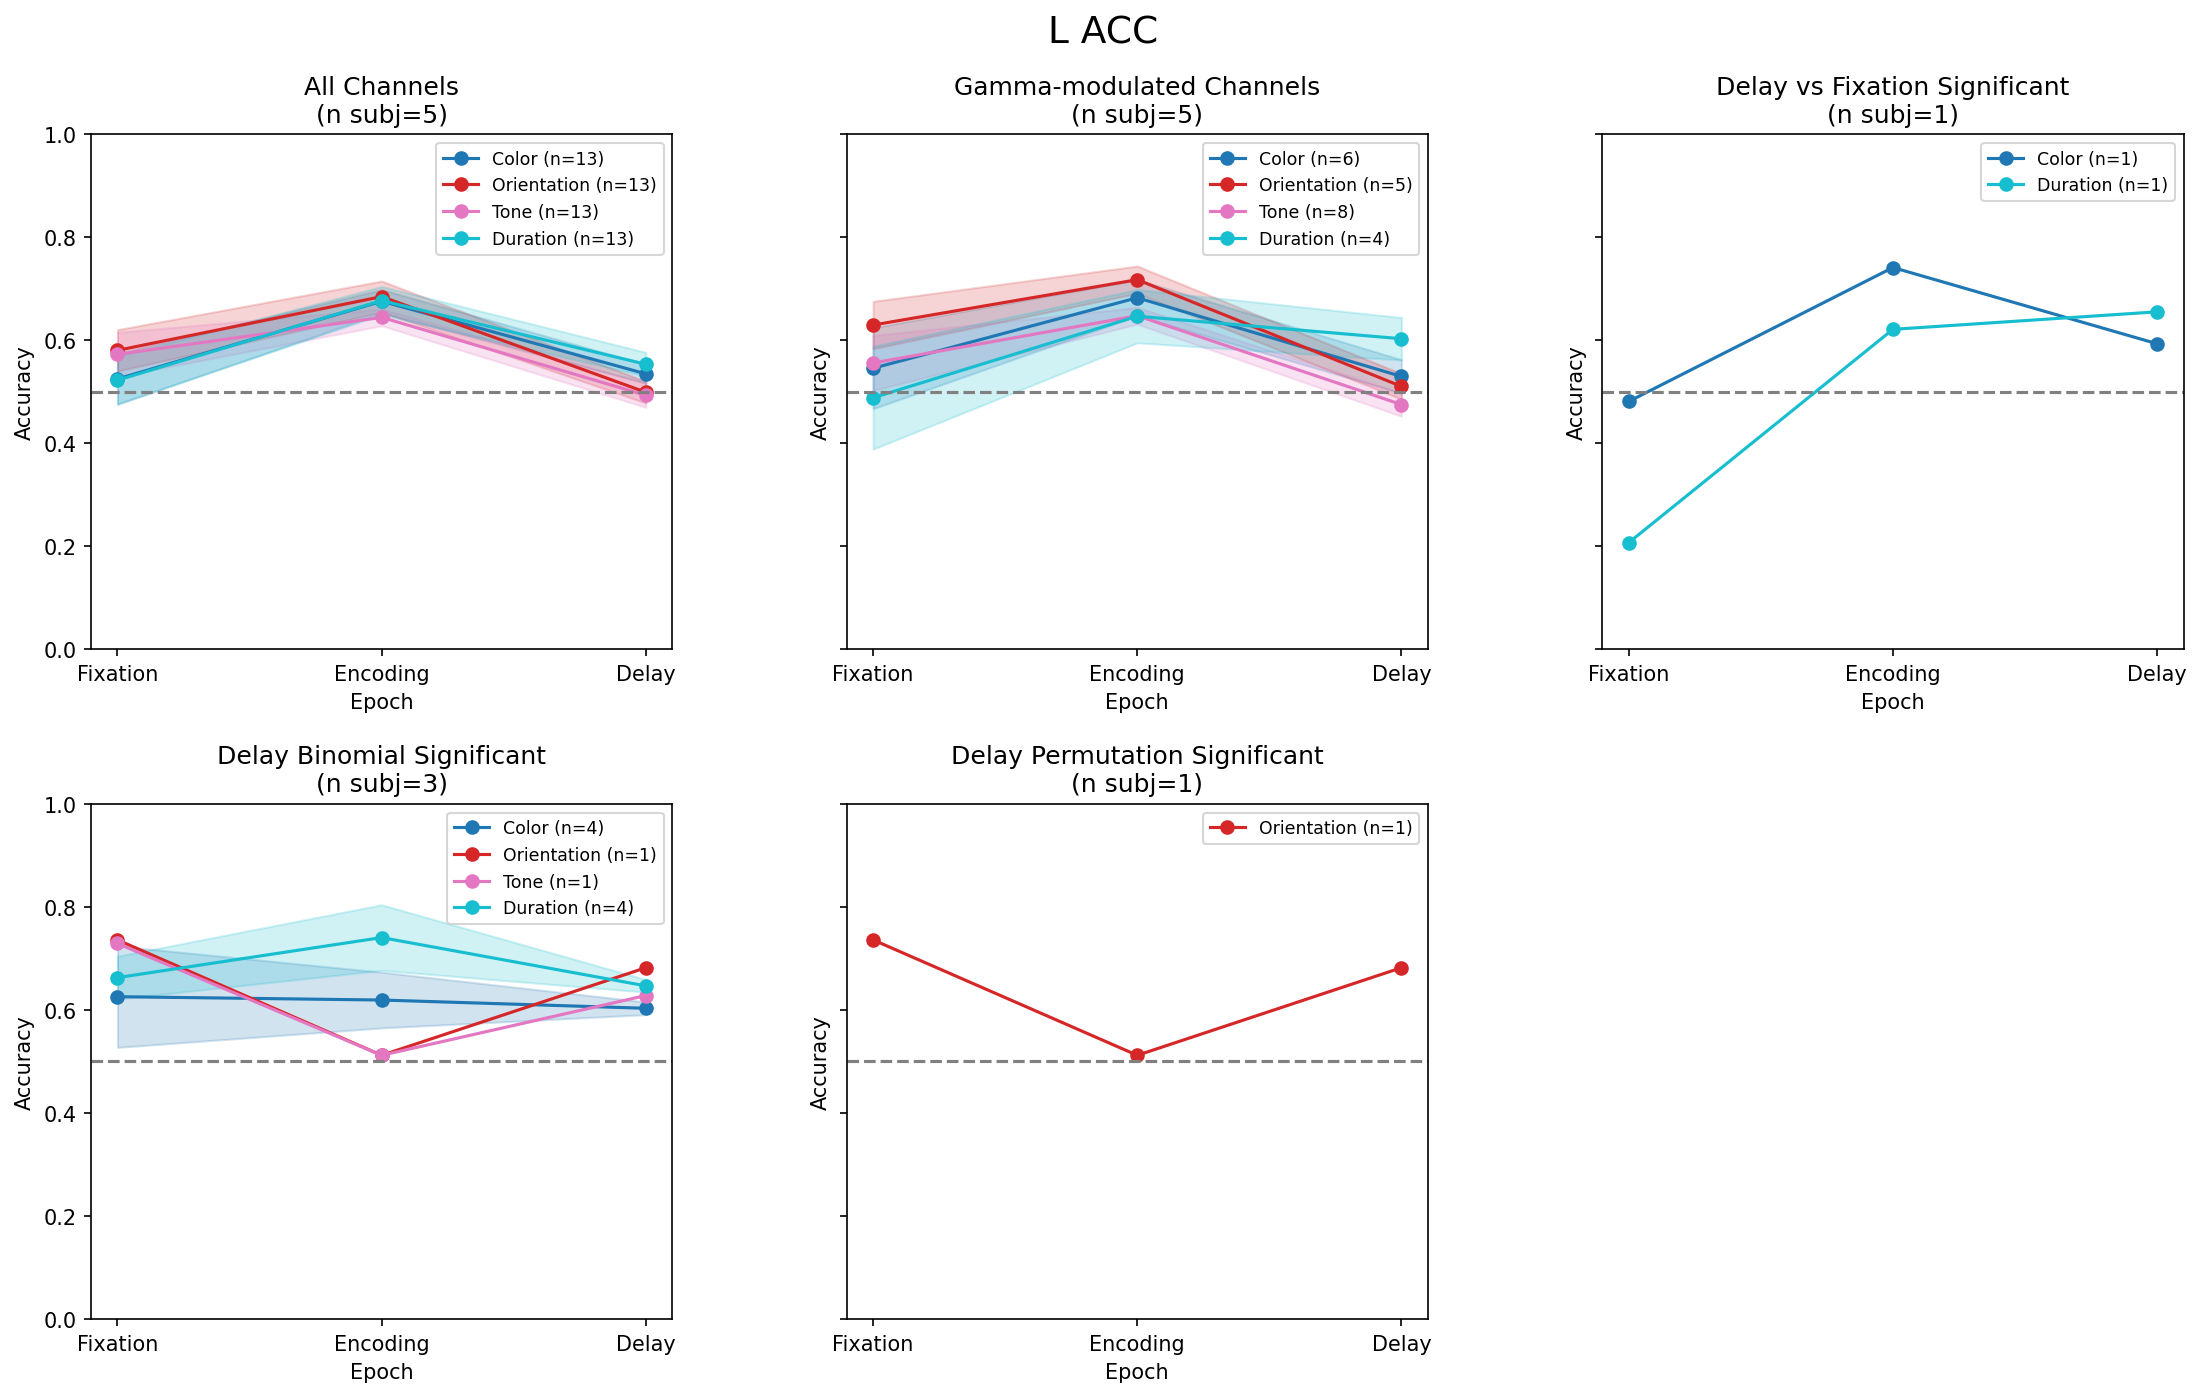 L ACC
All Channels
(n subj=5)
1.0
0.8
0.6
0.4
0.2
0.0
Accuracy
Color (n=13)
Orientation (n=13)
Tone (n=13)
Duration (n=13)
Fixation
Encoding
Delay
Epoch
Gamma-modulated Channels
(n subj=5)
Accuracy
Color (n=6)
Orientation (n=5)
Tone (n=8)
Duration (n=4)
Fixation
Encoding
Delay
Epoch
Delay vs Fixation Significant
(n subj=1)
Accuracy
Color (n=1)
Duration (n=1)
Fixation
Encoding
Delay
Epoch
Delay Binomial Significant
(n subj=3)
1.0
0.8
0.6
0.4
0.2
0.0
Accuracy
Color (n=4)
Orientation (n=1)
Tone (n=1)
Duration (n=4)
Fixation
Encoding
Delay
Epoch
Delay Permutation Significant
(n subj=1)
Accuracy
Orientation (n=1)
Fixation
Encoding
Delay
Epoch